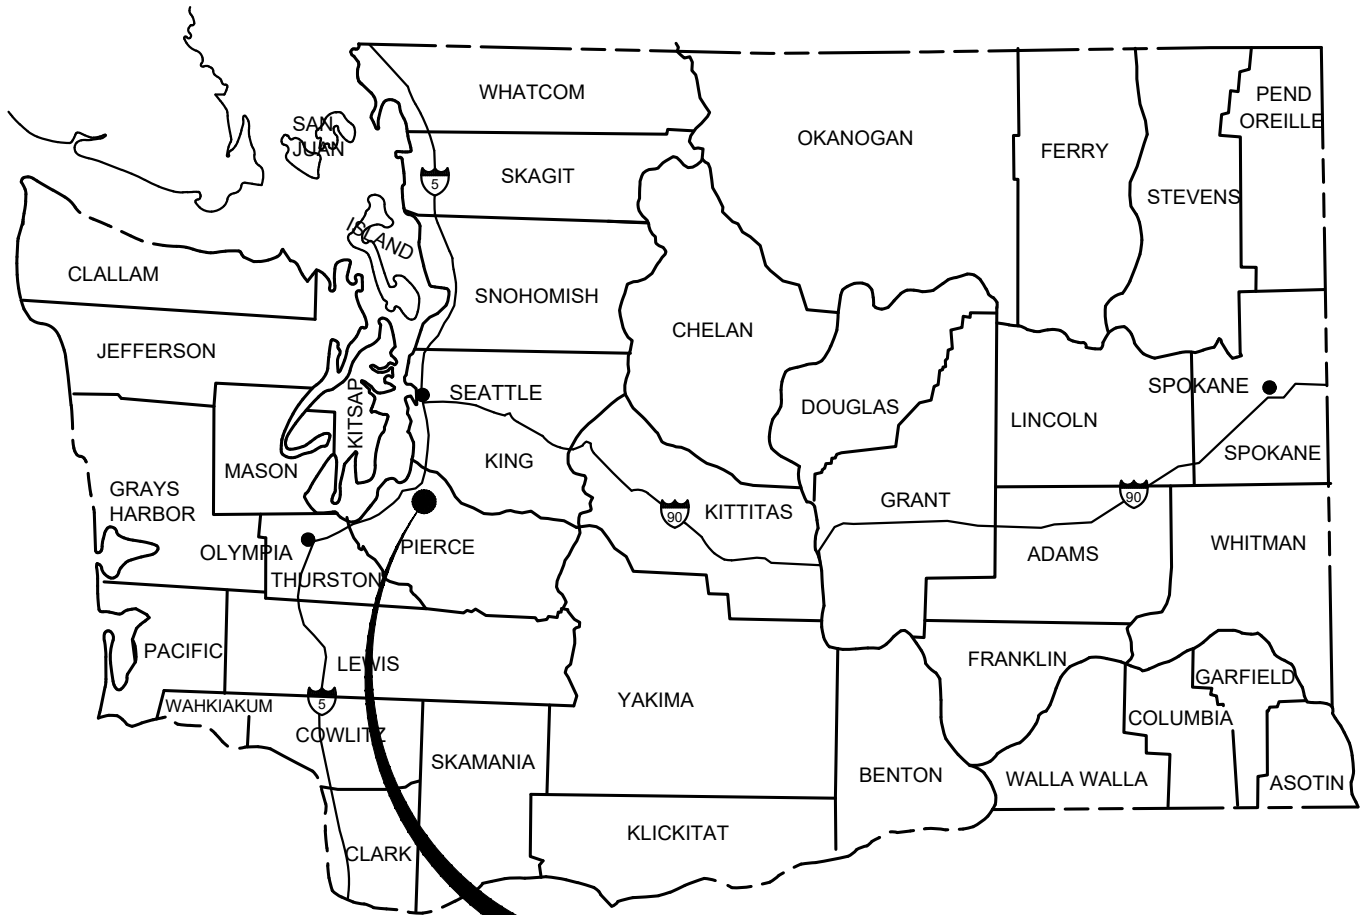 WHATCOM
PEND
OREILLE
SAN
JUAN
OKANOGAN
FERRY
SKAGIT
5
STEVENS
ISLAND
CLALLAM
SNOHOMISH
CHELAN
JEFFERSON
SPOKANE
SEATTLE
DOUGLAS
KITSAP
LINCOLN
SPOKANE
KING
MASON
GRAYS
HARBOR
GRANT
90
90
KITTITAS
WHITMAN
PIERCE
OLYMPIA
ADAMS
THURSTON
PACIFIC
LEWIS
FRANKLIN
GARFIELD
YAKIMA
WAHKIAKUM
5
COLUMBIA
COWLITZ
SKAMANIA
BENTON
WALLA WALLA
ASOTIN
KLICKITAT
CLARK